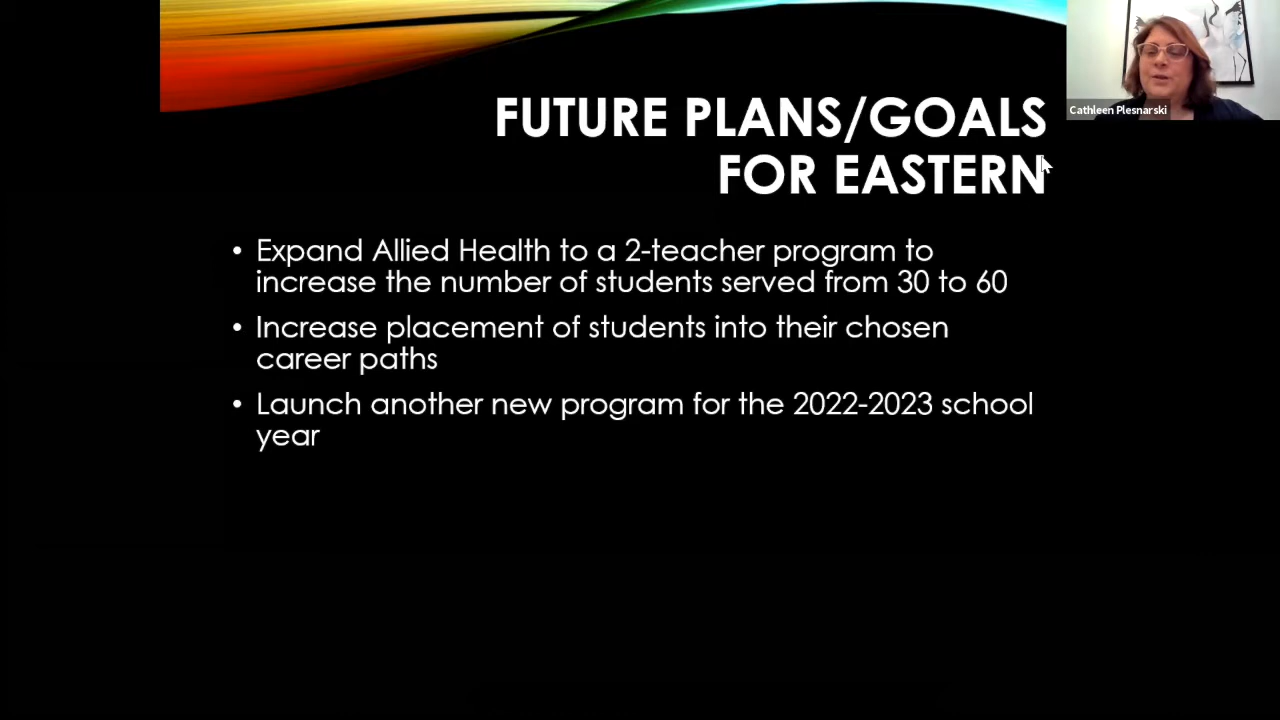 Cathleen Plesnarski
FUTURE PLANS/GOALS
FOR EASTERN
• Expand Allied Health to a 2-teacher program to
increase the number of students served from 30 to 60
• Increase placement of students into their chosen
career paths
• Launch another new program for the 2022-2023 school
year